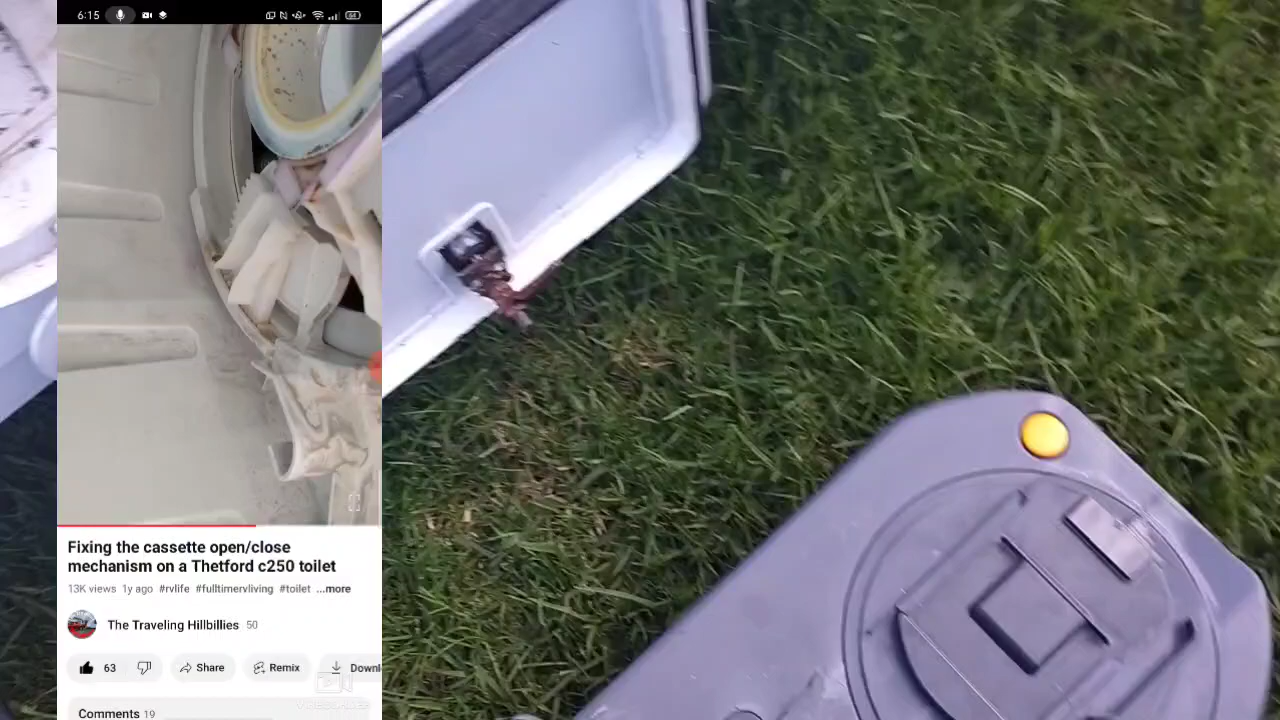 6:15
64
Fixing the cassette open/close
mechanism on a Thetford c250 toilet
13K views 1y ago #rvlife #fulltimervliving #toilet ...more
The Traveling Hillbillies 50
63 Share Remix Downl
Comments 19